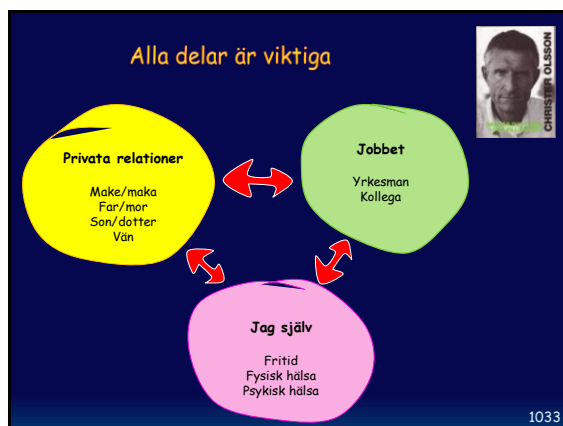 Alla delar är viktiga
CHRISTER OLSSON
Privata relationer
Make/maka
Far/mor
Son/dotter
Vän
Jobbet
Yrkesman
Kollega
Jag själv
Fritid
Fysisk hälsa
Psykisk hälsa
1033